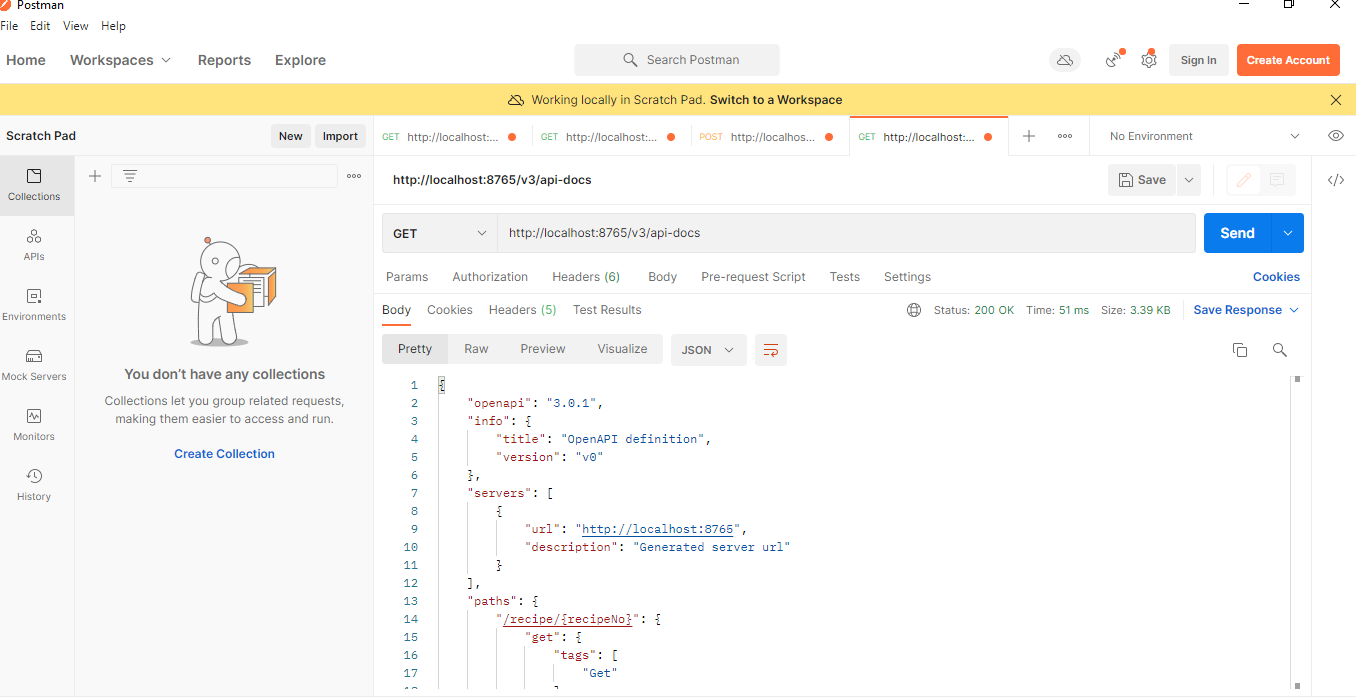 Postman
File Edit View Help
Home Workspaces Reports Explore Search Postman Sign In Create Account
Working locally in Scratch Pad. Switch to a Workspace
Scratch Pad New Import
GET http://localhost:... GET http://localhost:... POST http://localhos... GET http://localhost:... No Environment
Collections
APIs
Environments
Mock Servers
Monitors
History
You don't have any collections
Collections let you group related requests,
making them easier to access and run.
Create Collection
http://localhost:8765/v3/api-docs Save
GET http://localhost:8765/v3/api-docs Send
Params Authorization Headers (6) Body Pre-request Script Tests Settings Cookies
Body Cookies Headers (5) Test Results Status: 200 OK Time: 51 ms Size: 3.39 KB Save Response
Pretty Raw Preview Visualize JSON
1 {
2 "openapi": "3.0.1",
3 "info": {
4 "title": "OpenAPI definition",
5 "version": "v0"
6 },
7 "servers": [
8 {
9 "url": "http://localhost:8765",
10 "description": "Generated server url"
11 }
12 ],
13 "paths": {
14 "/recipe/{recipeNo}": {
15 "get": {
16 "tags": [
17 "Get"